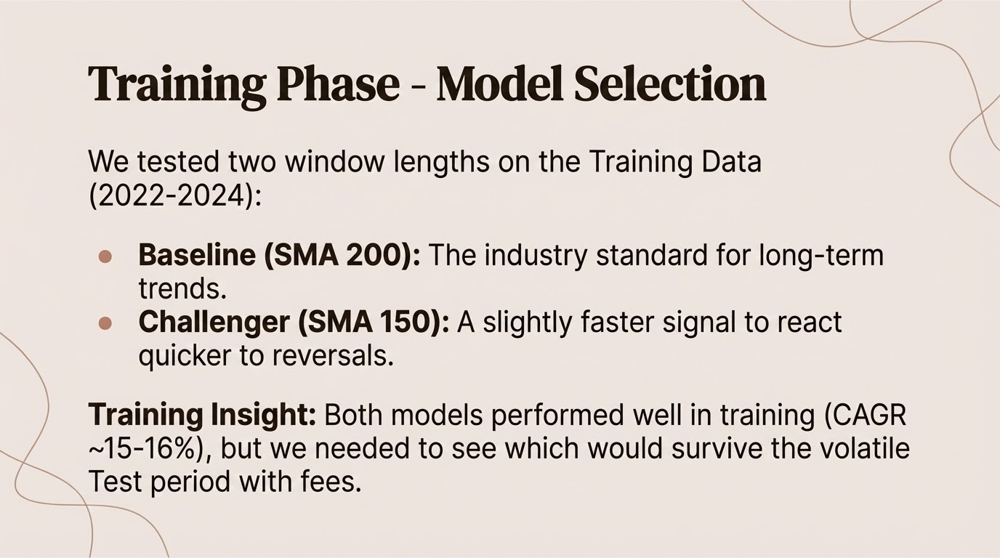 Training Phase - Model Selection
We tested two window lengths on the Training Data
(2022-2024):
● Baseline (SMA 200): The industry standard for long-term
trends.
● Challenger (SMA 150): A slightly faster signal to react
quicker to reversals.
Training Insight: Both models performed well in training (CAGR
~15-16%), but we needed to see which would survive the volatile
Test period with fees.